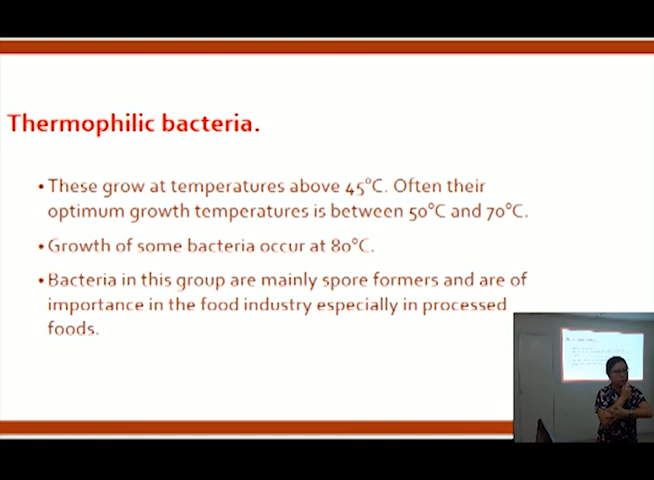 Thermophilic bacteria.
• These grow at temperatures above 45°C. Often their
optimum growth temperatures is between 50°C and 70°C.
• Growth of some bacteria occur at 80°C.
• Bacteria in this group are mainly spore formers and are of
importance in the food industry especially in processed
foods.